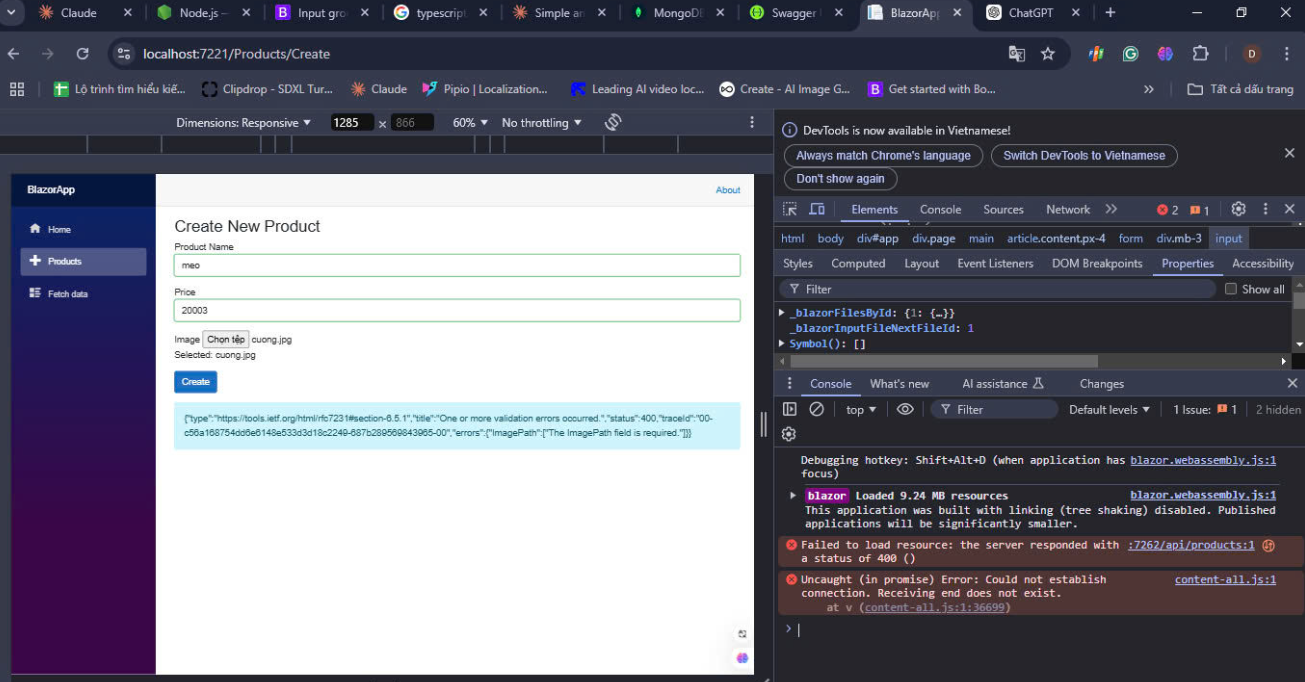 Claude
Node.js —
Input gro
typescript
Simple an
MongoDB
Swagger
BlazorApp
ChatGPT
localhost:7221/Products/Create
D
Lộ trình tìm hiểu kiế...
Clipdrop - SDXL Tur...
Claude
Pipio | Localization...
Leading AI video loc...
Create - AI Image G...
Get started with Bo...
»
Tất cả dấu trang
Dimensions: Responsive
1285 x 866
60%
No throttling
BlazorApp
Home
Products
Fetch data
About
Create New Product
Product Name
meo
Price
20003
Image Chọn tệp cuong.jpg
Selected: cuong.jpg
Create
{"type":"https://tools.ietf.org/html/rfc7231#section-6.5.1","title":"One or more validation errors occurred.","status":400,"traceId":"00-
c56a168754dd6e6148e533d3d18c2249-687b289569843965-00","errors":{"ImagePath":["The ImagePath field is required."]}}
DevTools is now available in Vietnamese!
Always match Chrome's language
Switch DevTools to Vietnamese
Don't show again
Elements
Console
Sources
Network
»
2
1
html body div#app div.page main article.content.px-4 form div.mb-3 input
Styles Computed Layout Event Listeners DOM Breakpoints Properties Accessibility
Filter
Show all
_blazorFilesById: {1: {…}}
_blazorInputFileNextFileId: 1
Symbol(): []
Console
What's new
AI assistance
Changes
top
Filter
Default levels
1 Issue: 1
2 hidden
Debugging hotkey: Shift+Alt+D (when application has blazor.webassembly.js:1
focus)
blazor Loaded 9.24 MB resources blazor.webassembly.js:1
This application was built with linking (tree shaking) disabled. Published
applications will be significantly smaller.
Failed to load resource: the server responded with :7262/api/products:1
a status of 400 ()
Uncaught (in promise) Error: Could not establish content-all.js:1
connection. Receiving end does not exist.
at v (content-all.js:1:36699)